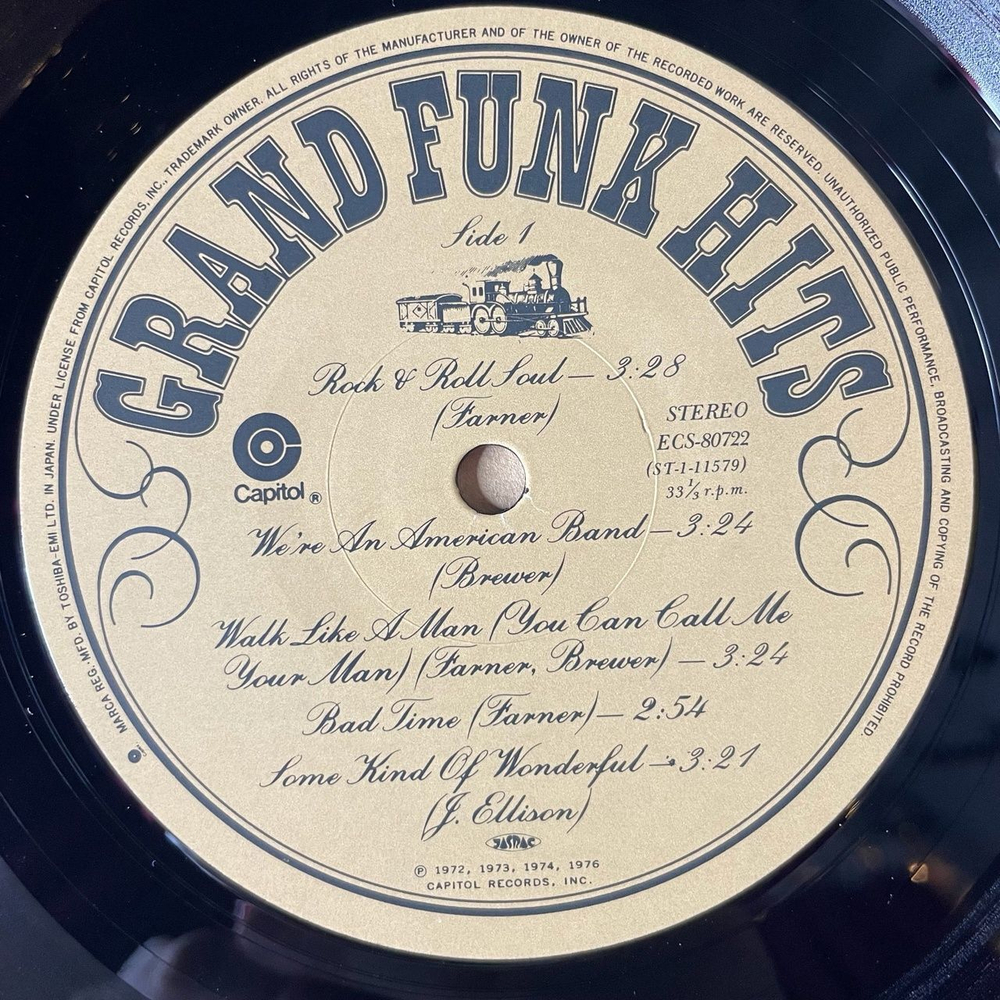 MARCA REG. MFD. BY TOSHIBA-EMI LTD. IN JAPAN. UNDER LICENSE FROM CAPITOL RECORDS, INC., TRADEMARK OWNER. ALL RIGHTS OF THE MANUFACTURER AND OF THE OWNER OF THE RECORDED WORK ARE RESERVED. UNAUTHORIZED PUBLIC PERFORMANCE, BROADCASTING AND COPYING OF THE RECORD PROHIBITED.
GRAND FUNK HITS
Side 1
Rock & Roll Soul — 3:28
(Farner)
STEREO
ECS-80722
(ST-1-11579)
33⅓ r.p.m.
Capitol ®
We're An American Band — 3:24
(Brewer)
Walk Like A Man (You Can Call Me
Your Man) (Farner, Brewer) — 3:24
Bad Time (Farner) — 2:54
Some Kind Of Wonderful — 3:21
(J. Ellison)
JASRAC
℗ 1972, 1973, 1974, 1976
CAPITOL RECORDS, INC.